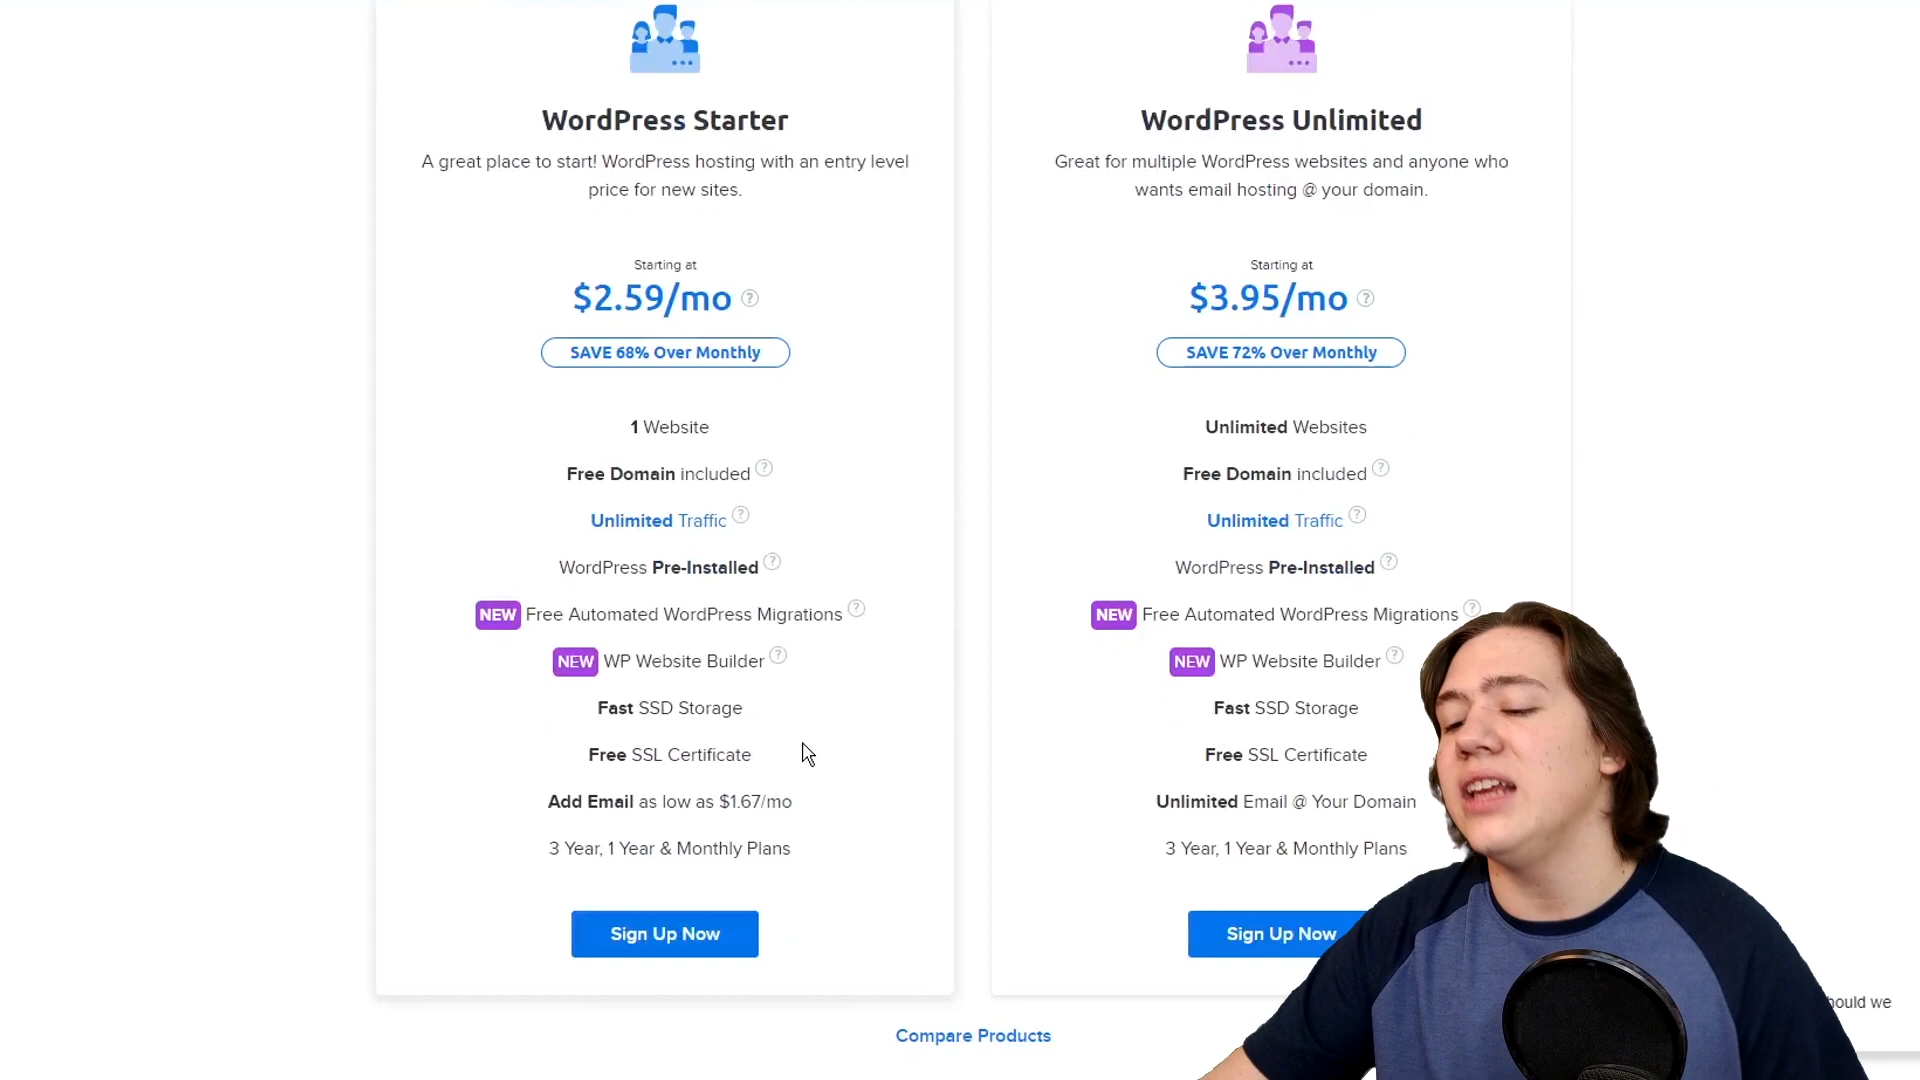 WordPress Starter
A great place to start! WordPress hosting with an entry level
price for new sites.
Starting at
$2.59/mo ?
SAVE 68% Over Monthly
1 Website
Free Domain included ?
Unlimited Traffic ?
WordPress Pre-Installed ?
NEW Free Automated WordPress Migrations ?
NEW WP Website Builder ?
Fast SSD Storage
Free SSL Certificate
Add Email as low as $1.67/mo
3 Year, 1 Year & Monthly Plans
Sign Up Now
WordPress Unlimited
Great for multiple WordPress websites and anyone who
wants email hosting @ your domain.
Starting at
$3.95/mo ?
SAVE 72% Over Monthly
Unlimited Websites
Free Domain included ?
Unlimited Traffic ?
WordPress Pre-Installed ?
NEW Free Automated WordPress Migrations ?
NEW WP Website Builder ?
Fast SSD Storage
Free SSL Certificate
Unlimited Email @ Your Domain
3 Year, 1 Year & Monthly Plans
Sign Up Now
Compare Products
we